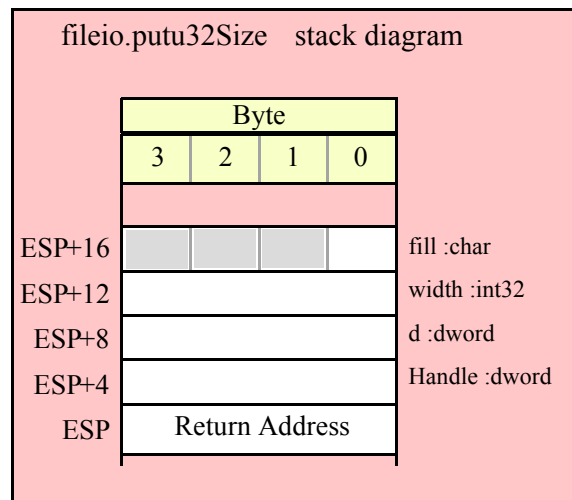 fileio.putu32Size stack diagram
Byte
3 2 1 0
ESP+16 fill :char
ESP+12 width :int32
ESP+8 d :dword
ESP+4 Handle :dword
ESP Return Address